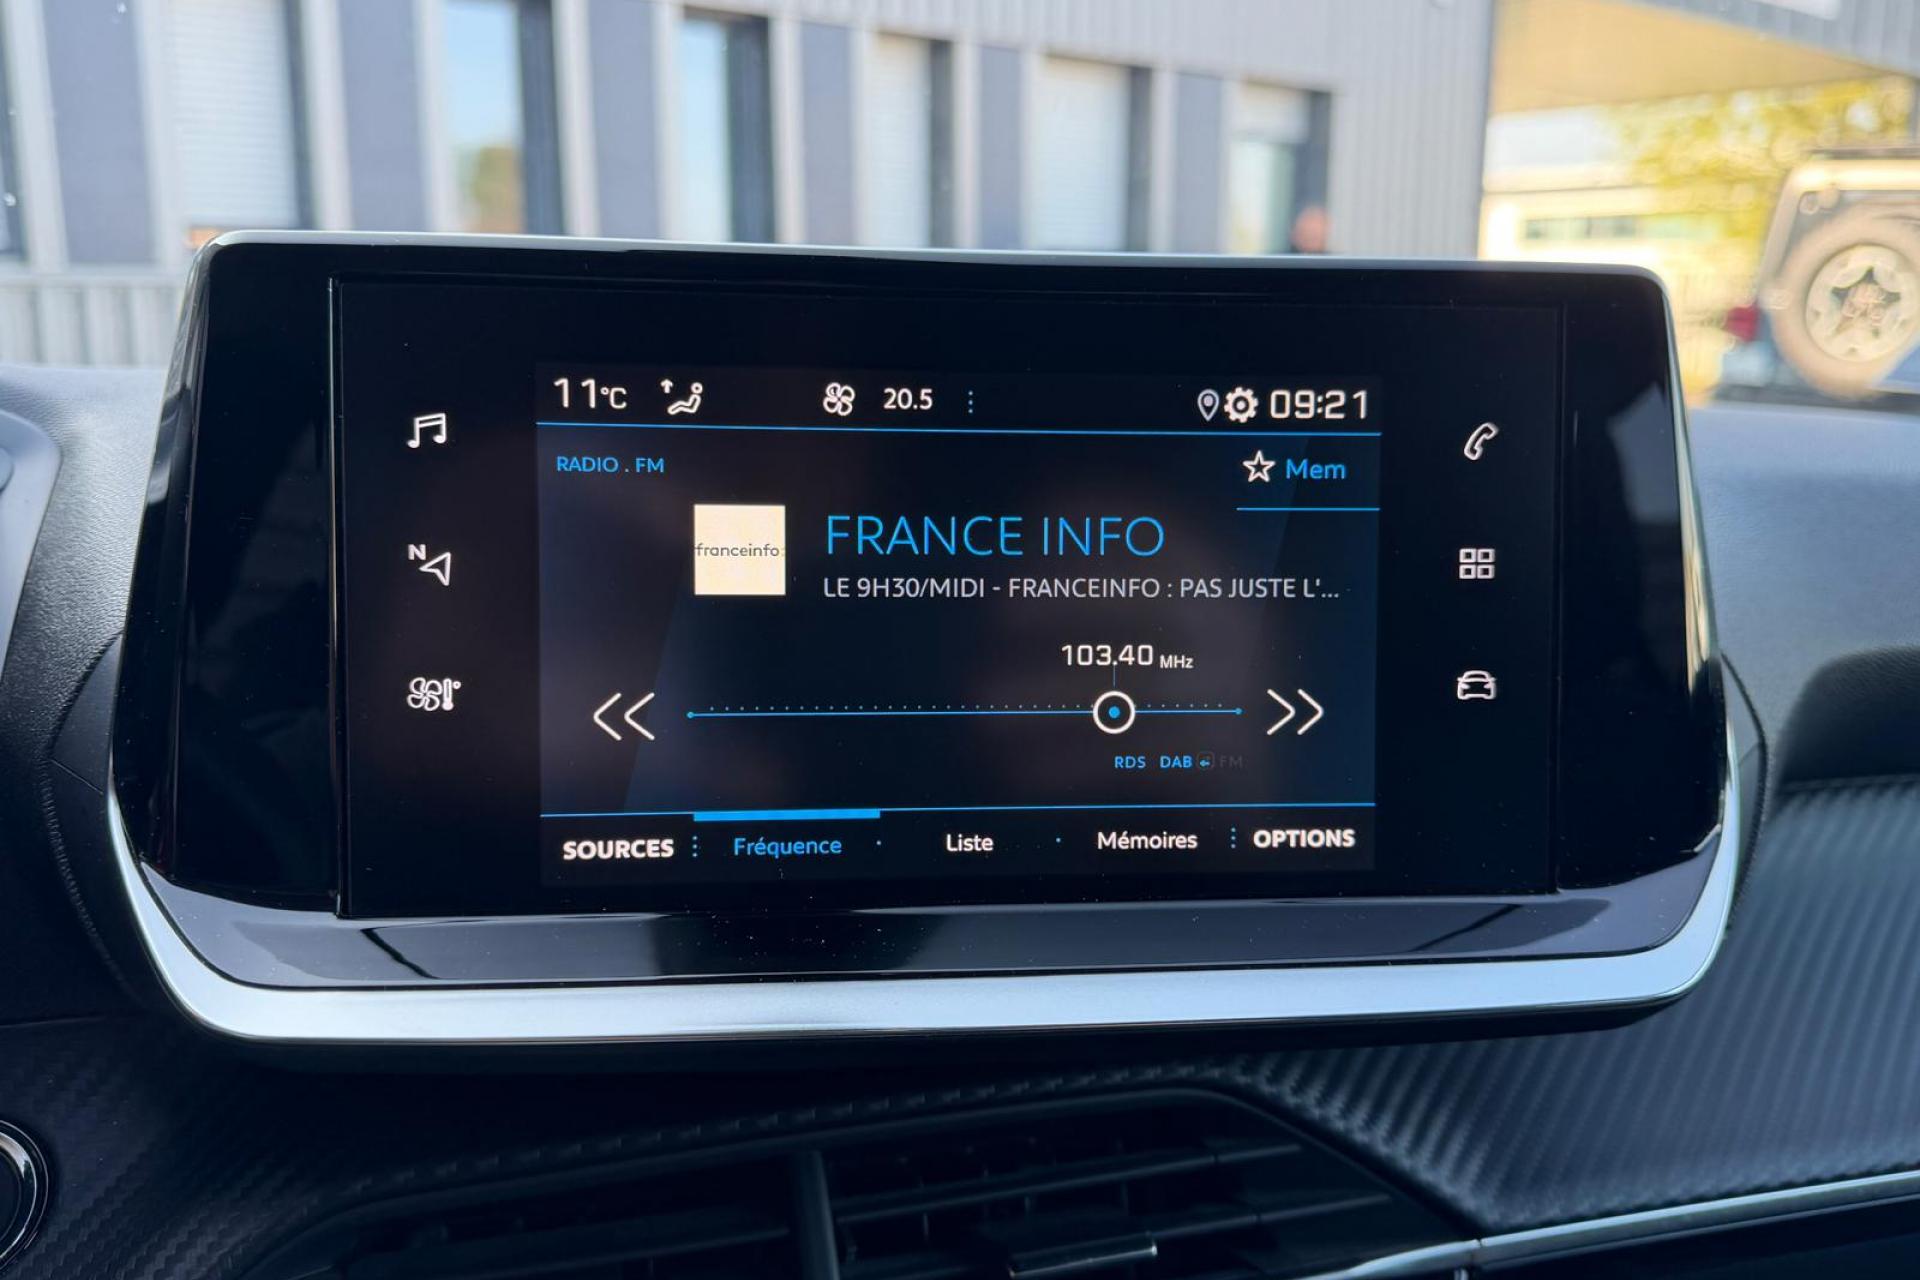 11°C 20.5 09:21
RADIO . FM
Mem
franceinfo:
FRANCE INFO
LE 9H30/MIDI - FRANCEINFO : PAS JUSTE L'...
N
103.40 MHz
RDS DAB FM
SOURCES Fréquence Liste Mémoires OPTIONS